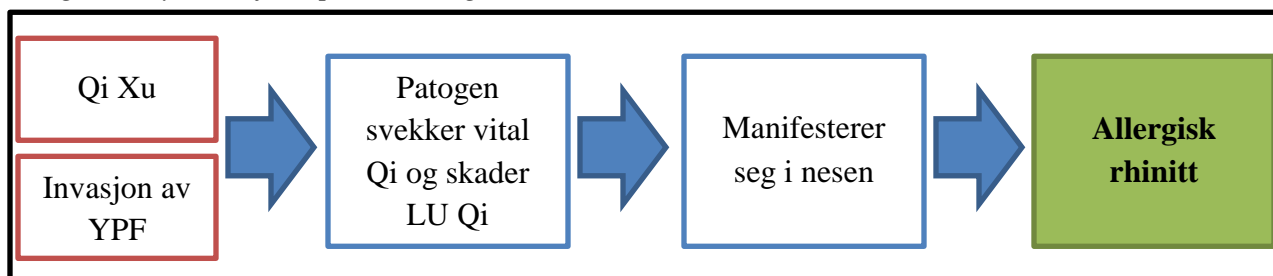 Qi Xu
Invasjon av
YPF
Patogen
svekker vital
Qi og skader
LU Qi
Manifesterer
seg i nesen
Allergisk
rhinitt